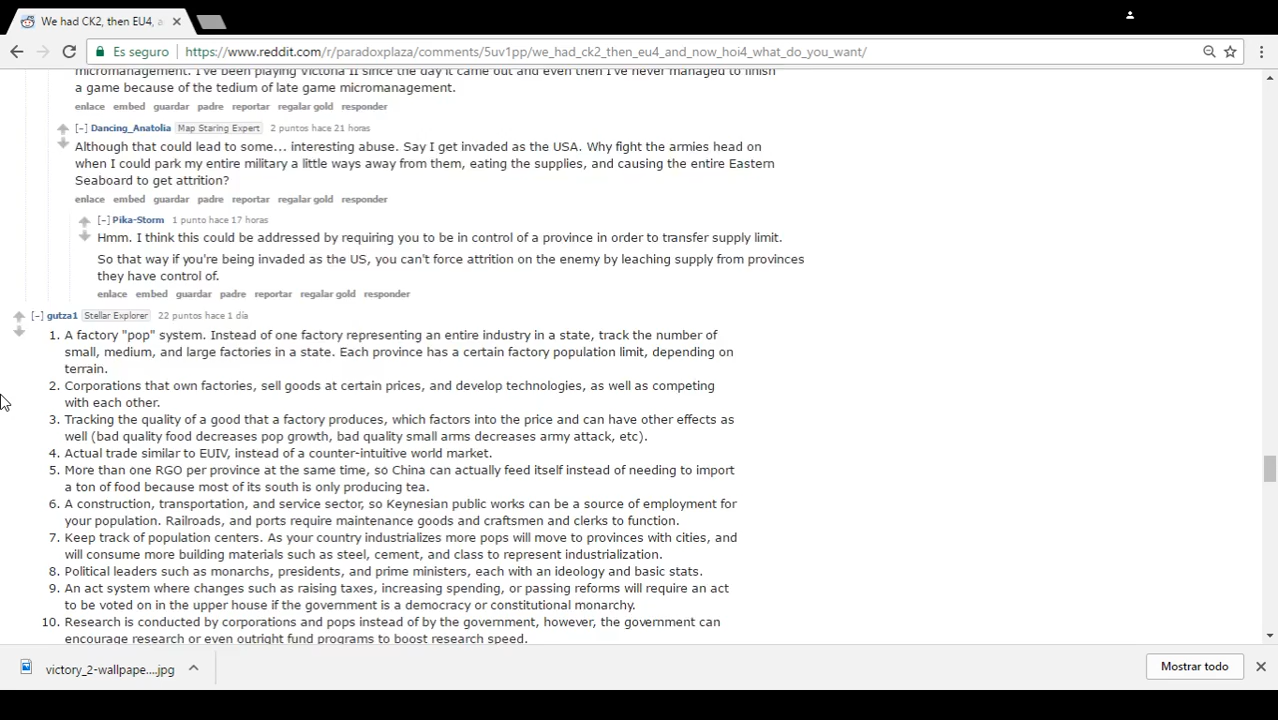 We had CK2, then EU4, a
Es seguro https://www.reddit.com/r/paradoxplaza/comments/5uv1pp/we_had_ck2_then_eu4_and_now_hoi4_what_do_you_want/
micromanagement. I've been playing Victoria II since the day it came out and even then I've never managed to finish
a game because of the tedium of late game micromanagement.
enlace embed guardar padre reportar regalar gold responder
[-] Dancing_Anatolia Map Staring Expert 2 puntos hace 21 horas
Although that could lead to some... interesting abuse. Say I get invaded as the USA. Why fight the armies head on
when I could park my entire military a little ways away from them, eating the supplies, and causing the entire Eastern
Seaboard to get attrition?
enlace embed guardar padre reportar regalar gold responder
[-] Pika-Storm 1 punto hace 17 horas
Hmm. I think this could be addressed by requiring you to be in control of a province in order to transfer supply limit.
So that way if you're being invaded as the US, you can't force attrition on the enemy by leaching supply from provinces
they have control of.
enlace embed guardar padre reportar regalar gold responder
[-] gutza1 Stellar Explorer 22 puntos hace 1 día
1. A factory "pop" system. Instead of one factory representing an entire industry in a state, track the number of
small, medium, and large factories in a state. Each province has a certain factory population limit, depending on
terrain.
2. Corporations that own factories, sell goods at certain prices, and develop technologies, as well as competing
with each other.
3. Tracking the quality of a good that a factory produces, which factors into the price and can have other effects as
well (bad quality food decreases pop growth, bad quality small arms decreases army attack, etc).
4. Actual trade similar to EUIV, instead of a counter-intuitive world market.
5. More than one RGO per province at the same time, so China can actually feed itself instead of needing to import
a ton of food because most of its south is only producing tea.
6. A construction, transportation, and service sector, so Keynesian public works can be a source of employment for
your population. Railroads, and ports require maintenance goods and craftsmen and clerks to function.
7. Keep track of population centers. As your country industrializes more pops will move to provinces with cities, and
will consume more building materials such as steel, cement, and class to represent industrialization.
8. Political leaders such as monarchs, presidents, and prime ministers, each with an ideology and basic stats.
9. An act system where changes such as raising taxes, increasing spending, or passing reforms will require an act
to be voted on in the upper house if the government is a democracy or constitutional monarchy.
10. Research is conducted by corporations and pops instead of by the government, however, the government can
encourage research or even outright fund programs to boost research speed.
victory_2-wallpape....jpg
Mostrar todo